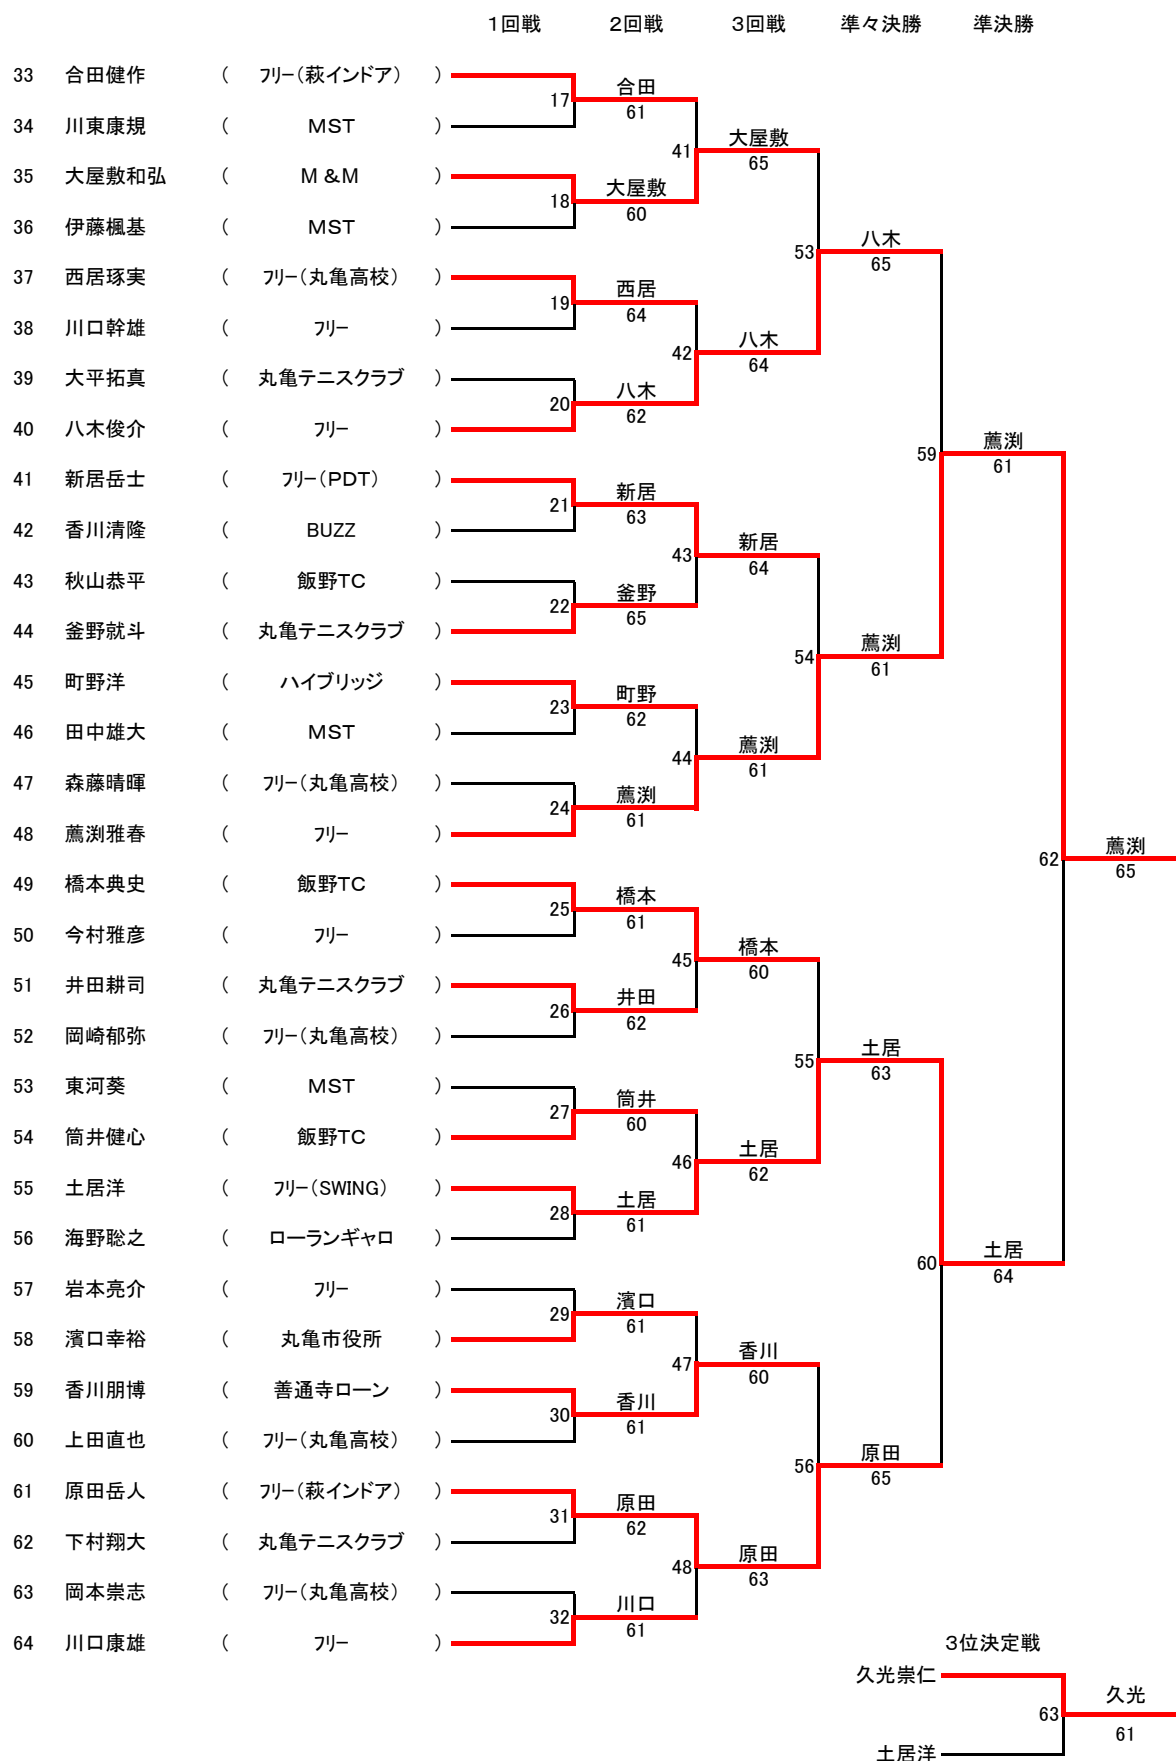 1回戦 2回戦 3回戦 準々決勝 準決勝
33 合田健作 ( フリー(萩インドア) )
17 合田 61
34 川東康規 ( MST )
41 大屋敷 65
35 大屋敷和弘 ( M&M )
18 大屋敷 60
36 伊藤楓基 ( MST )
53 八木 65
37 西居琢実 ( フリー(丸亀高校) )
19 西居 64
38 川口幹雄 ( フリー )
42 八木 64
39 大平拓真 ( 丸亀テニスクラブ )
20 八木 62
40 八木俊介 ( フリー )
59 薦渕 61
41 新居岳士 ( フリー(PDT) )
21 新居 63
42 香川清隆 ( BUZZ )
43 新居 64
43 秋山恭平 ( 飯野TC )
22 釜野 65
44 釜野就斗 ( 丸亀テニスクラブ )
54 薦渕 61
45 町野洋 ( ハイブリッジ )
23 町野 62
46 田中雄大 ( MST )
44 薦渕 61
47 森藤晴暉 ( フリー(丸亀高校) )
24 薦渕 61
48 薦渕雅春 ( フリー )
62 薦渕 65
49 橋本典史 ( 飯野TC )
25 橋本 61
50 今村雅彦 ( フリー )
45 橋本 60
51 井田耕司 ( 丸亀テニスクラブ )
26 井田 62
52 岡崎郁弥 ( フリー(丸亀高校) )
55 土居 63
53 東河葵 ( MST )
27 筒井 60
54 筒井健心 ( 飯野TC )
46 土居 62
55 土居洋 ( フリー(SWING) )
28 土居 61
56 海野聡之 ( ローランギャロ )
60 土居 64
57 岩本亮介 ( フリー )
29 濱口 61
58 濱口幸裕 ( 丸亀市役所 )
47 香川 60
59 香川朋博 ( 善通寺ローン )
30 香川 61
60 上田直也 ( フリー(丸亀高校) )
56 原田 65
61 原田岳人 ( フリー(萩インドア) )
31 原田 62
62 下村翔大 ( 丸亀テニスクラブ )
48 原田 63
63 岡本崇志 ( フリー(丸亀高校) )
32 川口 61
64 川口康雄 ( フリー )
3位決定戦
久光崇仁
63 久光 61
土居洋